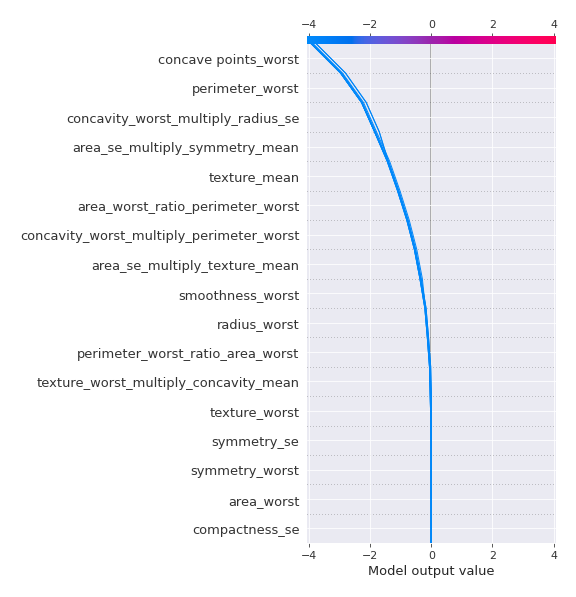 −4 −2 0 2 4
concave points_worst
perimeter_worst
concavity_worst_multiply_radius_se
area_se_multiply_symmetry_mean
texture_mean
area_worst_ratio_perimeter_worst
concavity_worst_multiply_perimeter_worst
area_se_multiply_texture_mean
smoothness_worst
radius_worst
perimeter_worst_ratio_area_worst
texture_worst_multiply_concavity_mean
texture_worst
symmetry_se
symmetry_worst
area_worst
compactness_se
−4 −2 0 2 4
Model output value